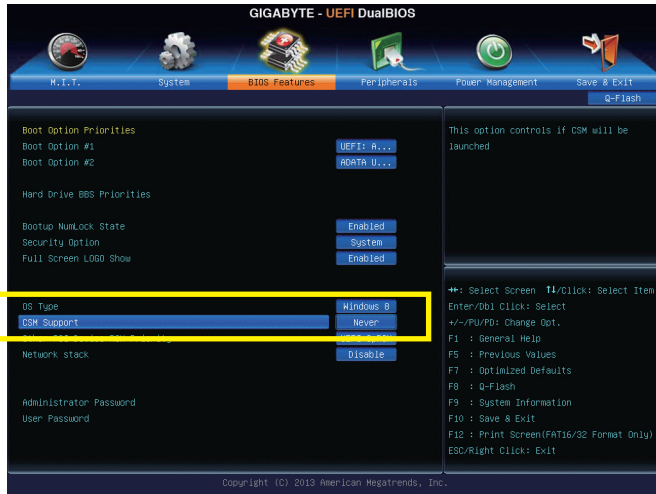 GIGABYTE - UEFI DualBIOS
M.I.T. System BIOS Features Peripherals Power Management Save & Exit
Q-Flash
Boot Option Priorities
Boot Option #1 UEFI: A...
Boot Option #2 ADATA U...
Hard Drive BBS Priorities
Bootup NumLock State Enabled
Security Option System
Full Screen LOGO Show Enabled
OS Type Windows 8
CSM Support Never
Network stack Disable
Administrator Password
User Password
This option controls if CSM will be
launched
: Select Screen ↑↓/Click: Select Item
Enter/Dbl Click: Select
+/-/PU/PD: Change Opt.
F1 : General Help
F5 : Previous Values
F7 : Optimized Defaults
F8 : Q-Flash
F9 : System Information
F10 : Save & Exit
F12 : Print Screen(FAT16/32 Format Only)
ESC/Right Click: Exit
Copyright (C) 2013 American Megatrends, Inc.